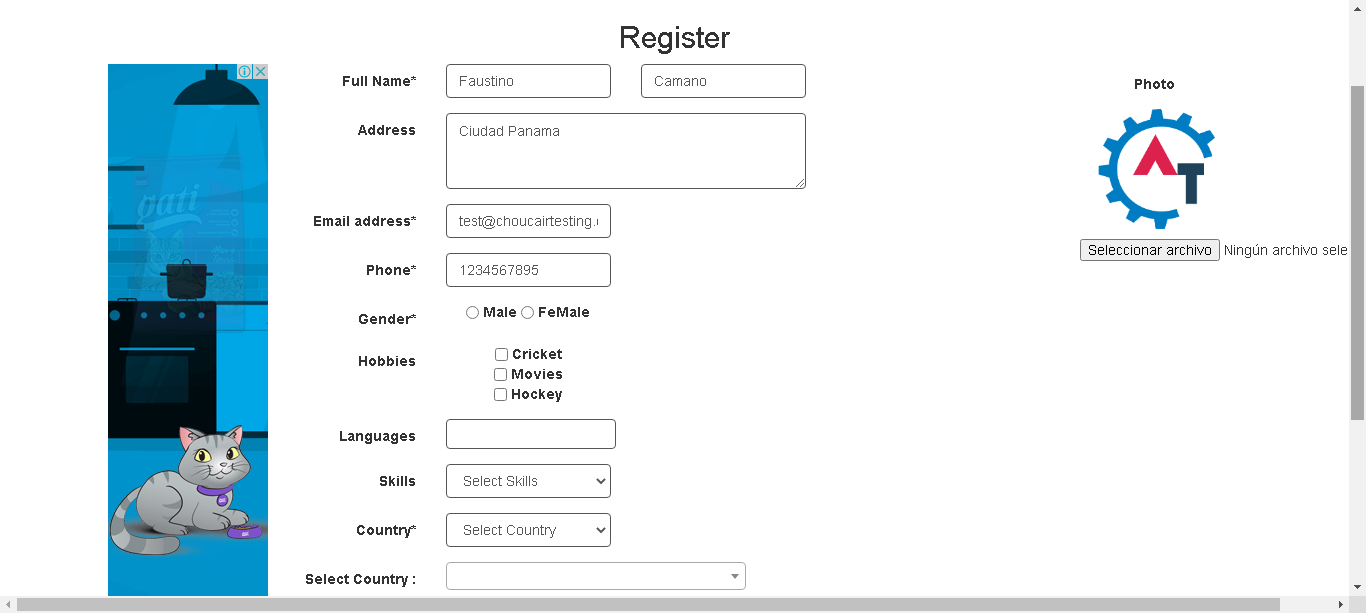 Register
Full Name*
Faustino
Camano
Photo
Address
Ciudad Panama
AT
gati
Email address*
test@choucairtesting.
Seleccionar archivo
Ningún archivo sele
Phone*
1234567895
Gender*
Male
FeMale
Hobbies
Cricket
Movies
Hockey
Languages
Skills
Select Skills
Country*
Select Country
Select Country :